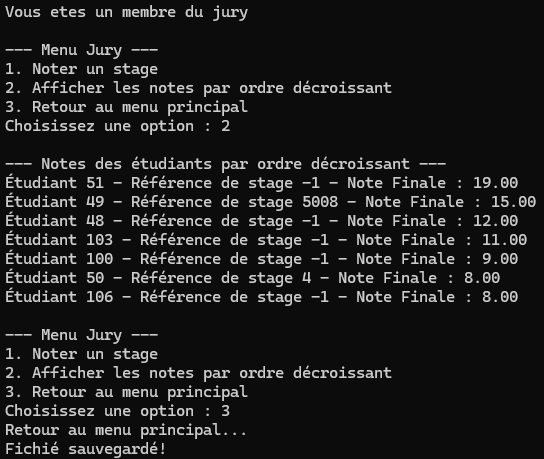 Vous etes un membre du jury
--- Menu Jury ---
1. Noter un stage
2. Afficher les notes par ordre décroissant
3. Retour au menu principal
Choisissez une option : 2
--- Notes des étudiants par ordre décroissant ---
Étudiant 51 - Référence de stage -1 - Note Finale : 19.00
Étudiant 49 - Référence de stage 5008 - Note Finale : 15.00
Étudiant 48 - Référence de stage -1 - Note Finale : 12.00
Étudiant 103 - Référence de stage -1 - Note Finale : 11.00
Étudiant 100 - Référence de stage -1 - Note Finale : 9.00
Étudiant 50 - Référence de stage 4 - Note Finale : 8.00
Étudiant 106 - Référence de stage -1 - Note Finale : 8.00
--- Menu Jury ---
1. Noter un stage
2. Afficher les notes par ordre décroissant
3. Retour au menu principal
Choisissez une option : 3
Retour au menu principal...
Fichié sauvegardé!